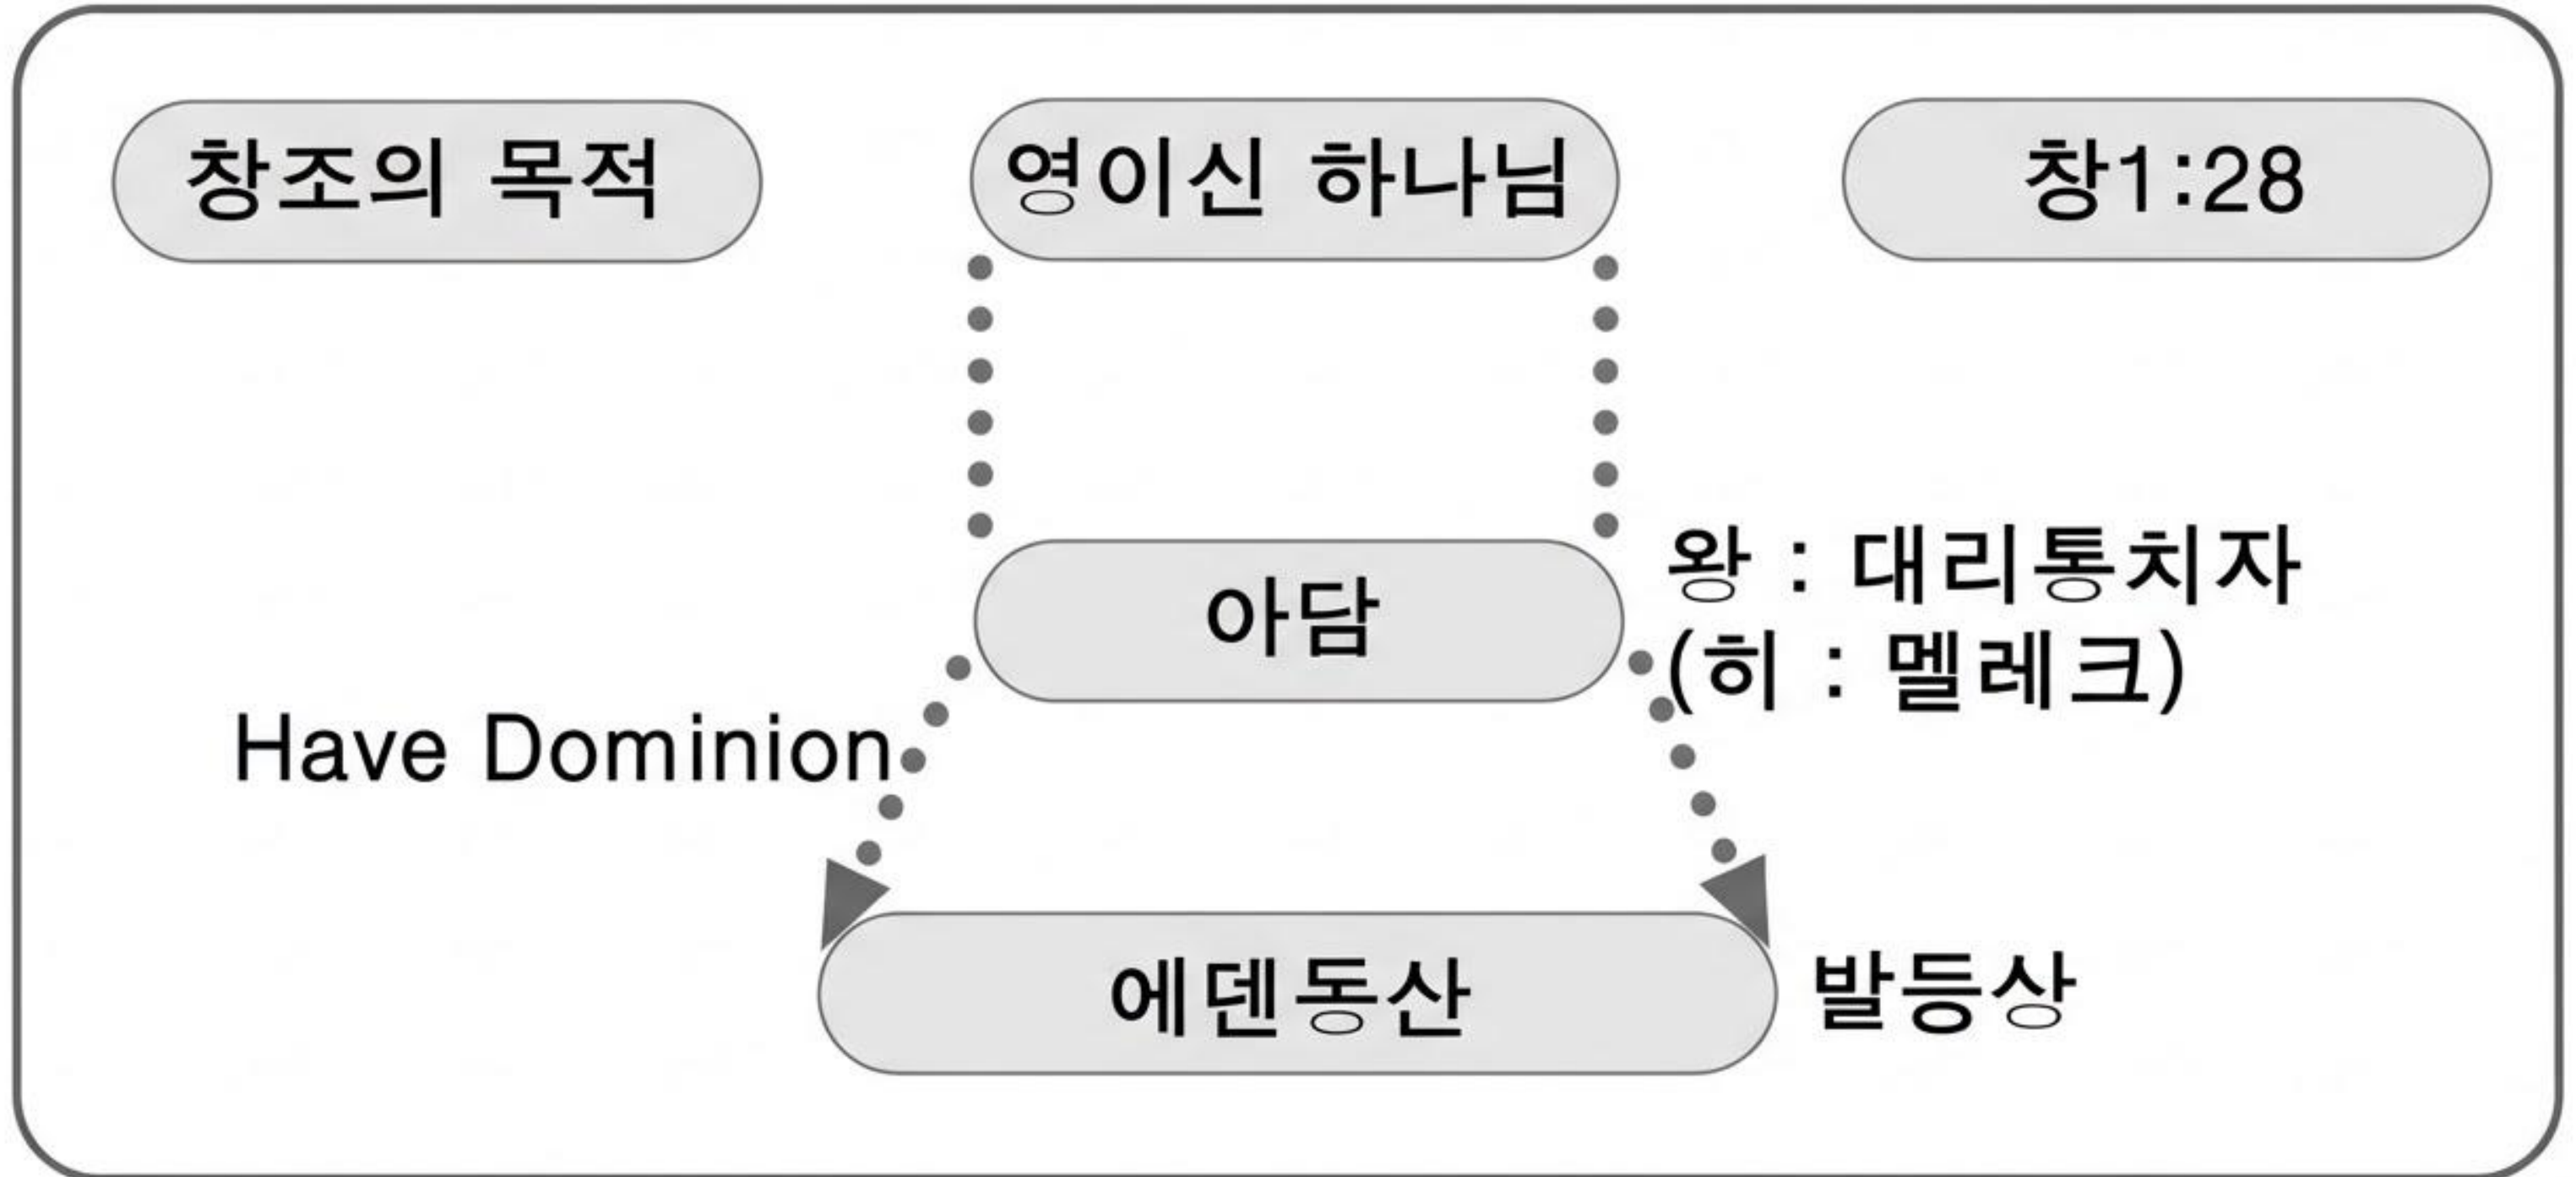 창조의 목적
영이신 하나님
창1:28
아담
왕 : 대리통치자
(히 : 멜레크)
Have Dominion
에덴동산
발등상